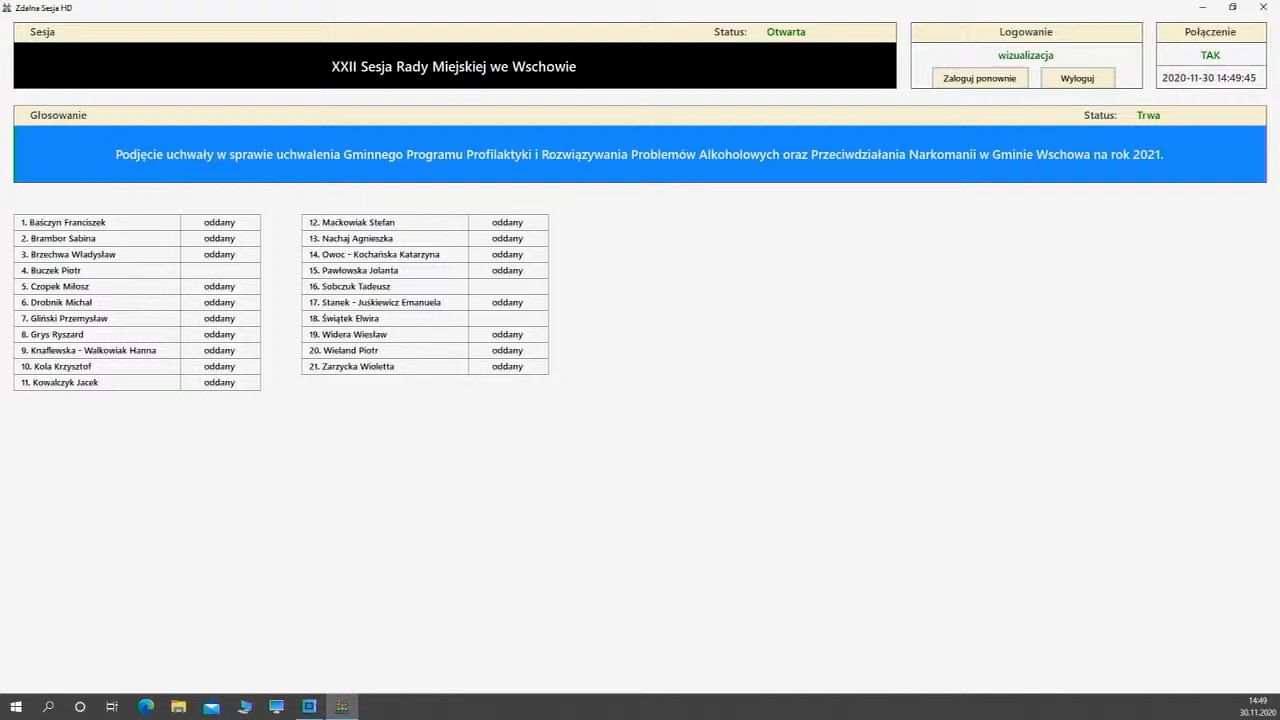 Zdalna Sesja HD
Sesja Status: Otwarta
XXII Sesja Rady Miejskiej we Wschowie
Logowanie
wizualizacja
Zaloguj ponownie Wyloguj
Połączenie
TAK
2020-11-30 14:49:45
Głosowanie Status: Trwa
Podjęcie uchwały w sprawie uchwalenia Gminnego Programu Profilaktyki i Rozwiązywania Problemów Alkoholowych oraz Przeciwdziałania Narkomanii w Gminie Wschowa na rok 2021.
1. Baśczyn Franciszek oddany
2. Brambor Sabina oddany
3. Brzechwa Władysław oddany
4. Buczek Piotr
5. Czopek Miłosz oddany
6. Drobnik Michał oddany
7. Gliński Przemysław oddany
8. Grys Ryszard oddany
9. Knaflewska - Walkowiak Hanna oddany
10. Kola Krzysztof oddany
11. Kowalczyk Jacek oddany
12. Maćkowiak Stefan oddany
13. Nachaj Agnieszka oddany
14. Owoc - Kochańska Katarzyna oddany
15. Pawłowska Jolanta oddany
16. Sobczuk Tadeusz
17. Stanek - Juśkiewicz Emanuela oddany
18. Świątek Elwira
19. Widera Wiesław oddany
20. Wieland Piotr oddany
21. Zarzycka Wioletta oddany
14:49
30.11.2020